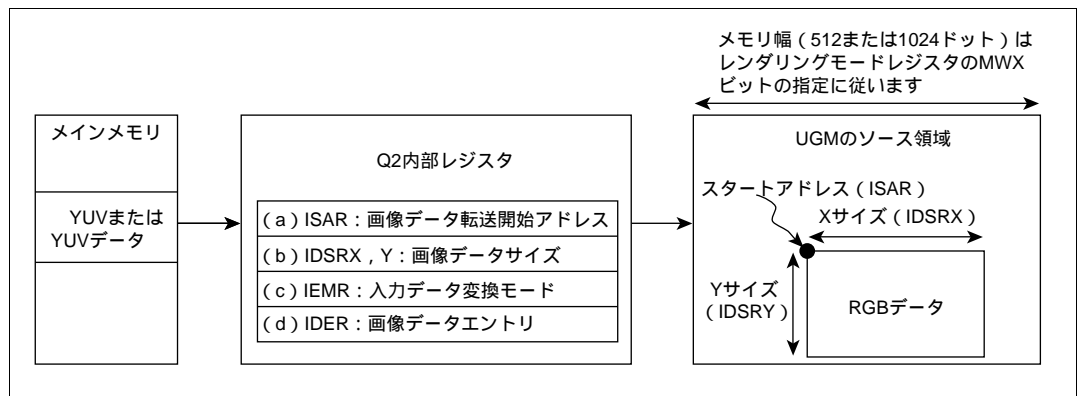 メモリ幅（512または1024ドット）は
レンダリングモードレジスタのMWX
ビットの指定に従います
メインメモリ
YUVまたは
YUVデータ
Q2内部レジスタ
（a）ISAR：画像データ転送開始アドレス
（b）IDSRX，Y：画像データサイズ
（c）IEMR：入力データ変換モード
（d）IDER：画像データエントリ
UGMのソース領域
スタートアドレス（ISAR）
Xサイズ（IDSRX）
Yサイズ
（IDSRY）
RGBデータ